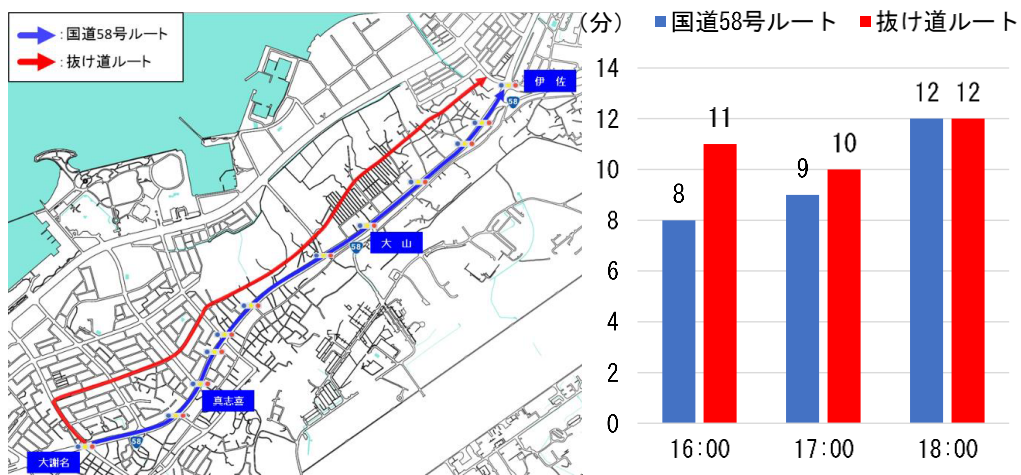 ：国道58号ルート
：抜け道ルート
伊 佐
58
大 山
58
真志喜
58
大謝名
（分）
国道58号ルート
抜け道ルート
14
12
10
8
6
4
2
0
8
11
9
10
12
12
16:00
17:00
18:00